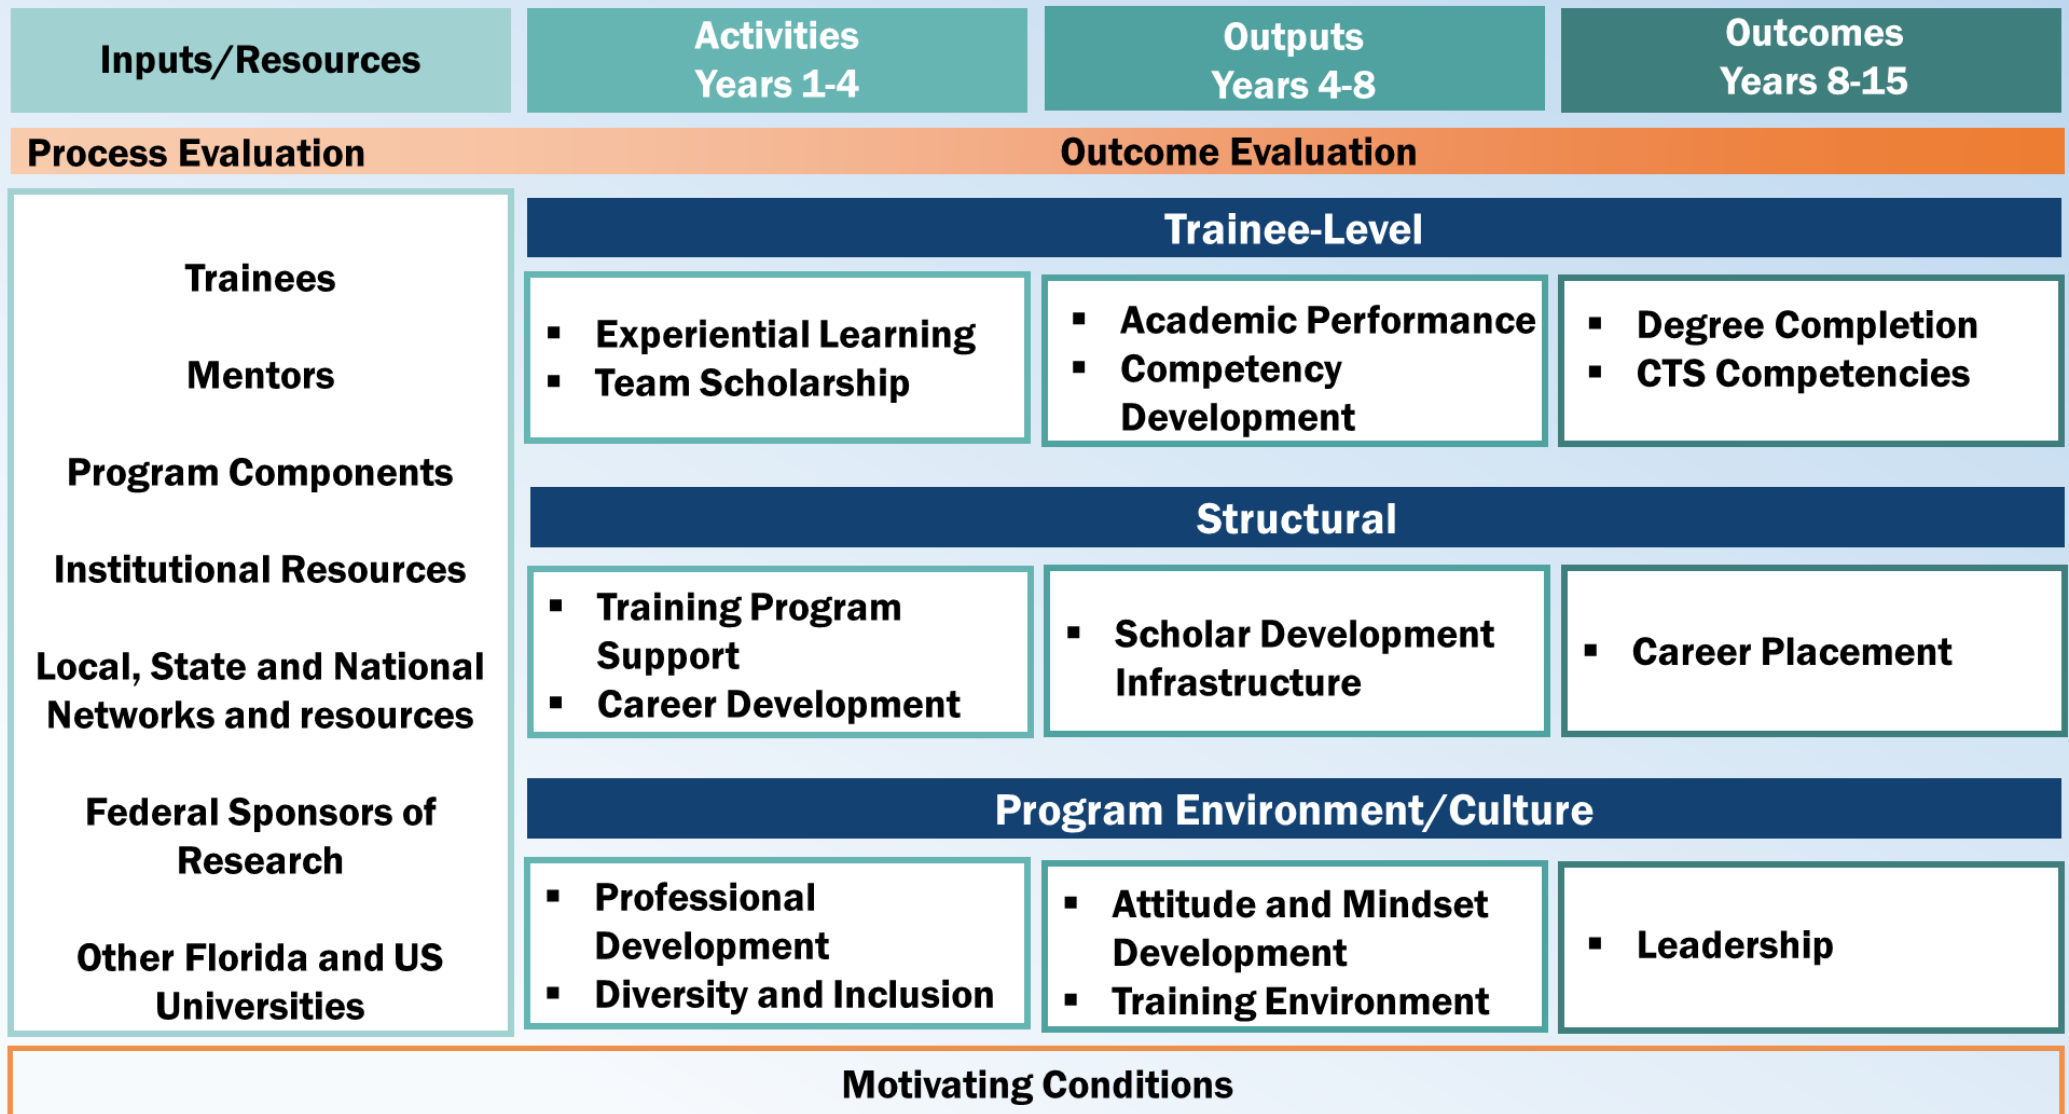 Inputs/Resources
Activities
Years 1-4
Outputs
Years 4-8
Outcomes
Years 8-15
Process Evaluation
Outcome Evaluation
Trainees
Mentors
Program Components
Institutional Resources
Local, State and National
Networks and resources
Federal Sponsors of
Research
Other Florida and US
Universities
Trainee-Level
▪ Experiential Learning
▪ Team Scholarship
▪ Academic Performance
▪ Competency
Development
▪ Degree Completion
▪ CTS Competencies
Structural
▪ Training Program
Support
▪ Career Development
▪ Scholar Development
Infrastructure
▪ Career Placement
Program Environment/Culture
▪ Professional
Development
▪ Diversity and Inclusion
▪ Attitude and Mindset
Development
▪ Training Environment
▪ Leadership
Motivating Conditions